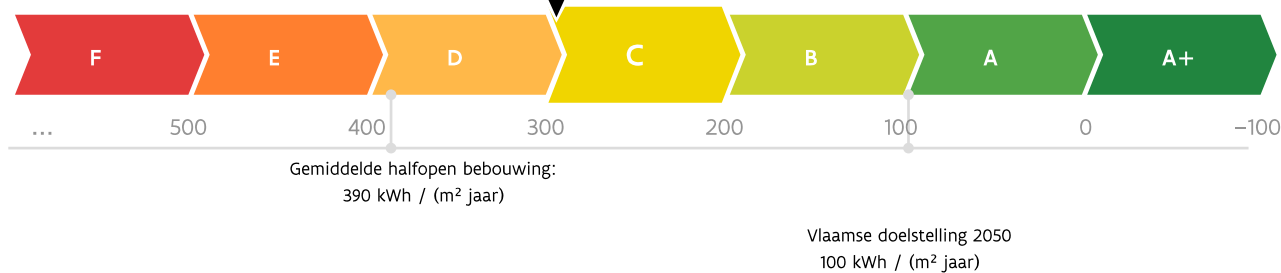 F E D C B A A+
... 500 400 300 200 100 0 −100
Gemiddelde halfopen bebouwing:
390 kWh / (m² jaar)
Vlaamse doelstelling 2050
100 kWh / (m² jaar)